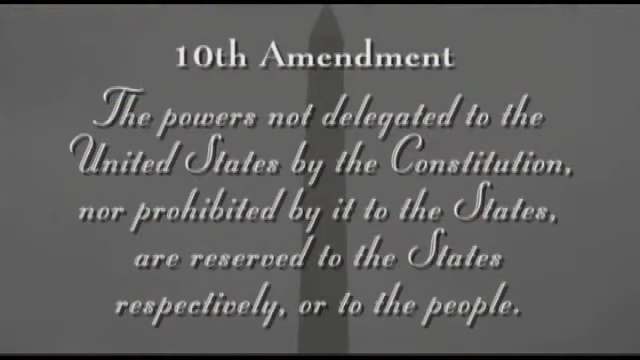 10th Amendment
The powers not delegated to the
United States by the Constitution,
nor prohibited by it to the States,
are reserved to the States
respectively, or to the people.